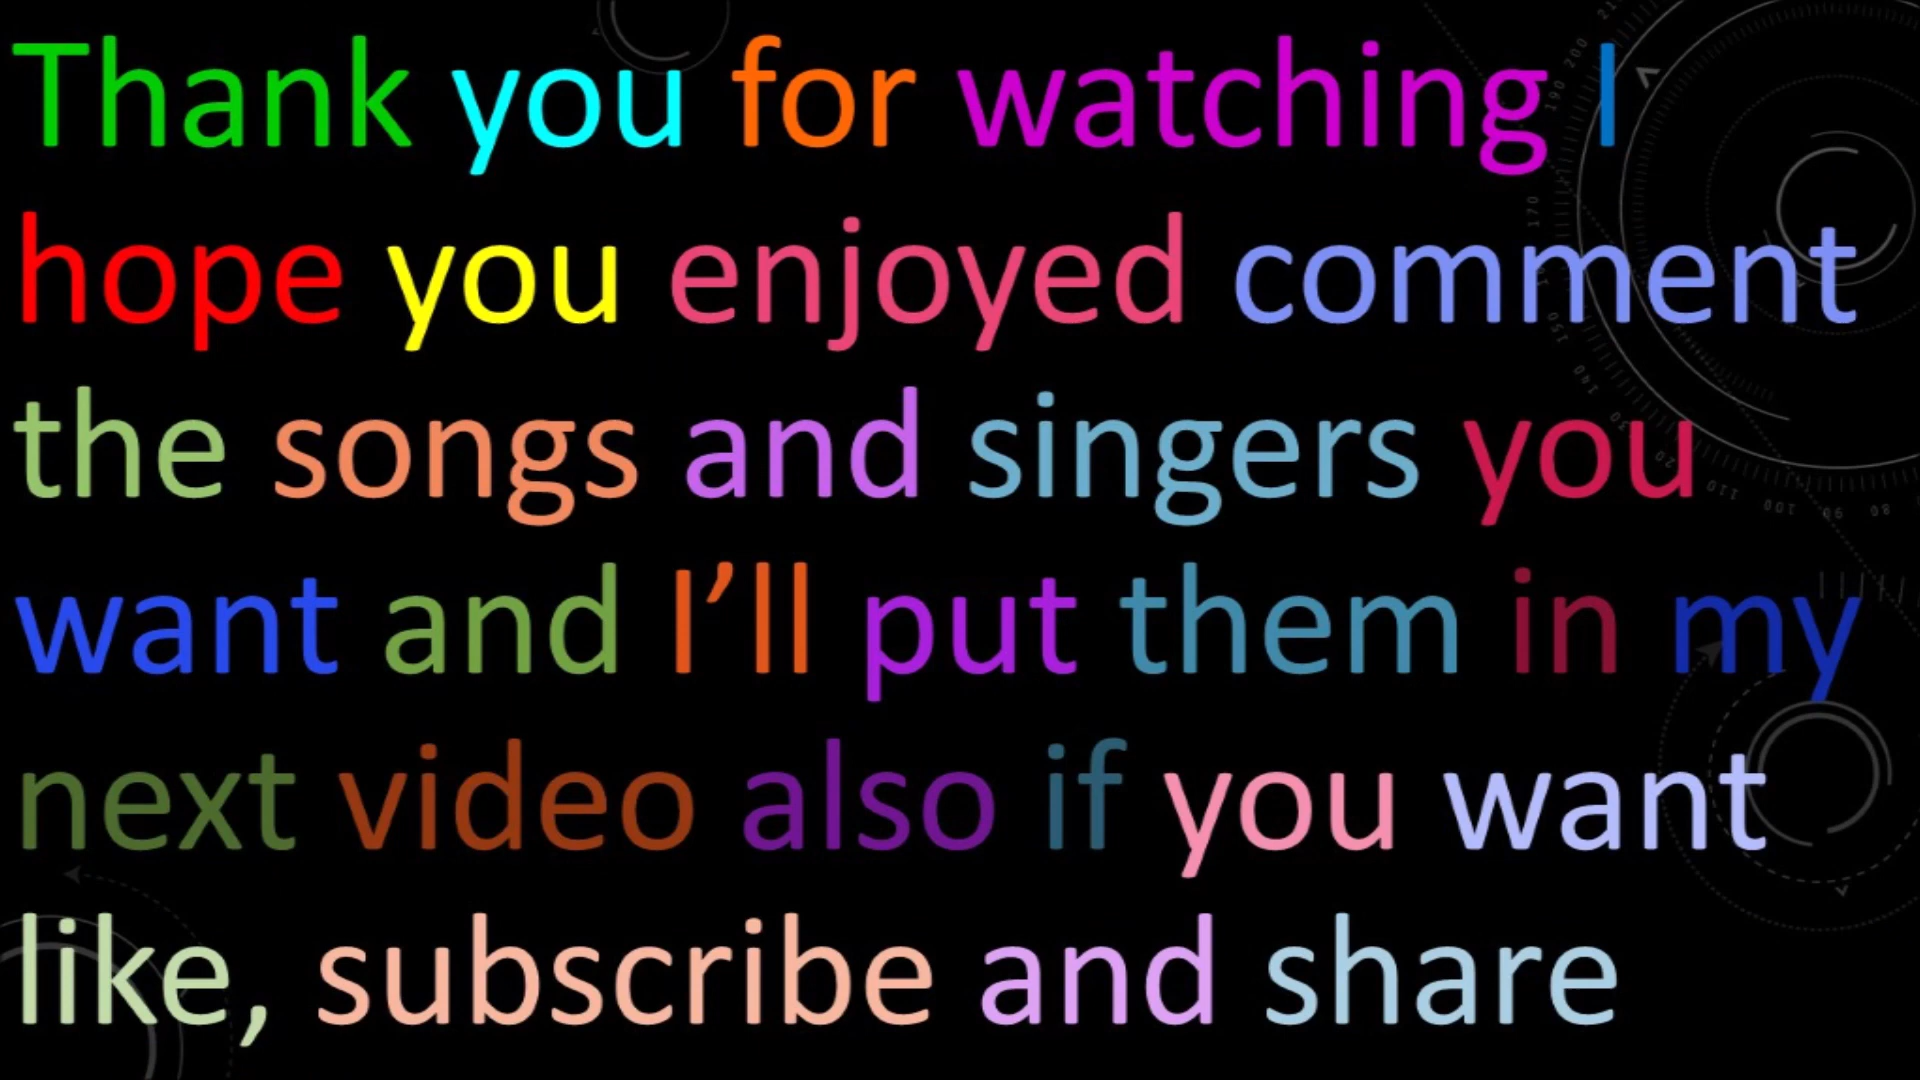 Thank you for watching I
hope you enjoyed comment
the songs and singers you
want and I’ll put them in my
next video also if you want
like, subscribe and share